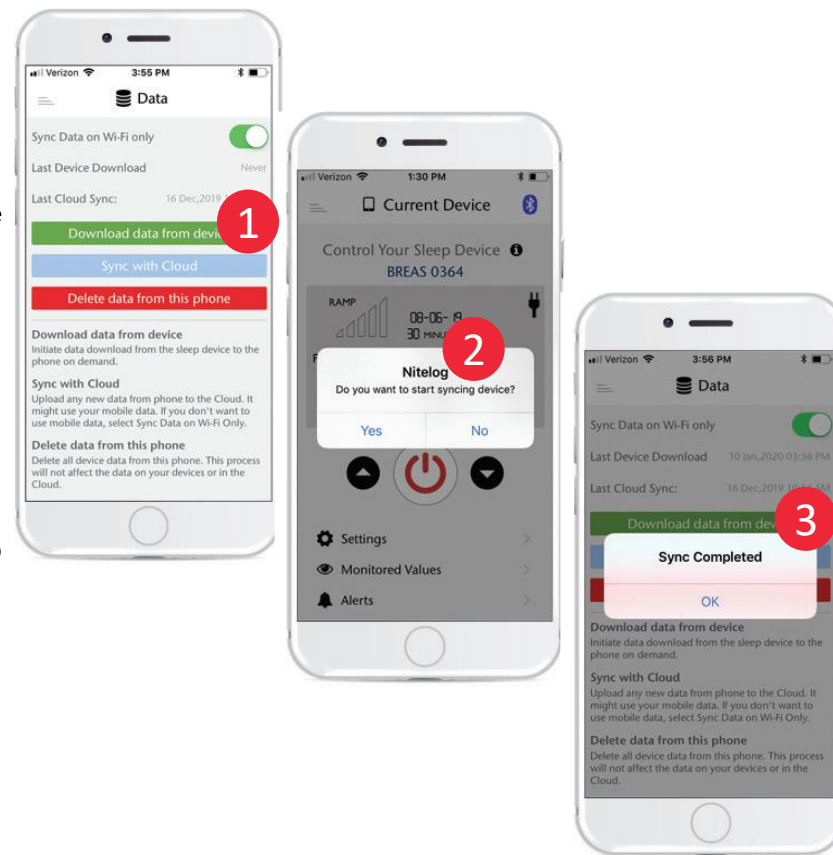 Verizon 3:55 PM
Data
Sync Data on Wi-Fi only
Last Device Download Never
Last Cloud Sync: 16 Dec,2019
1
Download data from
Sync with Cloud
Delete data from this phone
Download data from device
Initiate data download from the sleep device to the
phone on demand.
Sync with Cloud
Upload any new data from phone to the Cloud. It
might use your mobile data. If you don't want to
use mobile data, select Sync Data on Wi-Fi Only.
Delete data from this phone
Delete all device data from this phone. This process
will not affect the data on your devices or in the
Cloud.
Verizon 1:30 PM
Current Device
Control Your Sleep Device
BREAS 0364
RAMP
08-06-19
30
2
Nitelog
Do you want to start syncing device?
Yes No
Settings
Monitored Values
Alerts
Verizon 3:56 PM
Data
Sync Data on Wi-Fi only
Last Device Download 10 Jan,2020 03:56 PM
Last Cloud Sync: 16 Dec,2019
3
Download data from
Sync Completed
OK
Download data from device
Initiate data download from the sleep device to the
phone on demand.
Sync with Cloud
Upload any new data from phone to the Cloud. It
might use your mobile data. If you don't want to
use mobile data, select Sync Data on Wi-Fi Only.
Delete data from this phone
Delete all device data from this phone. This process
will not affect the data on your devices or in the
Cloud.